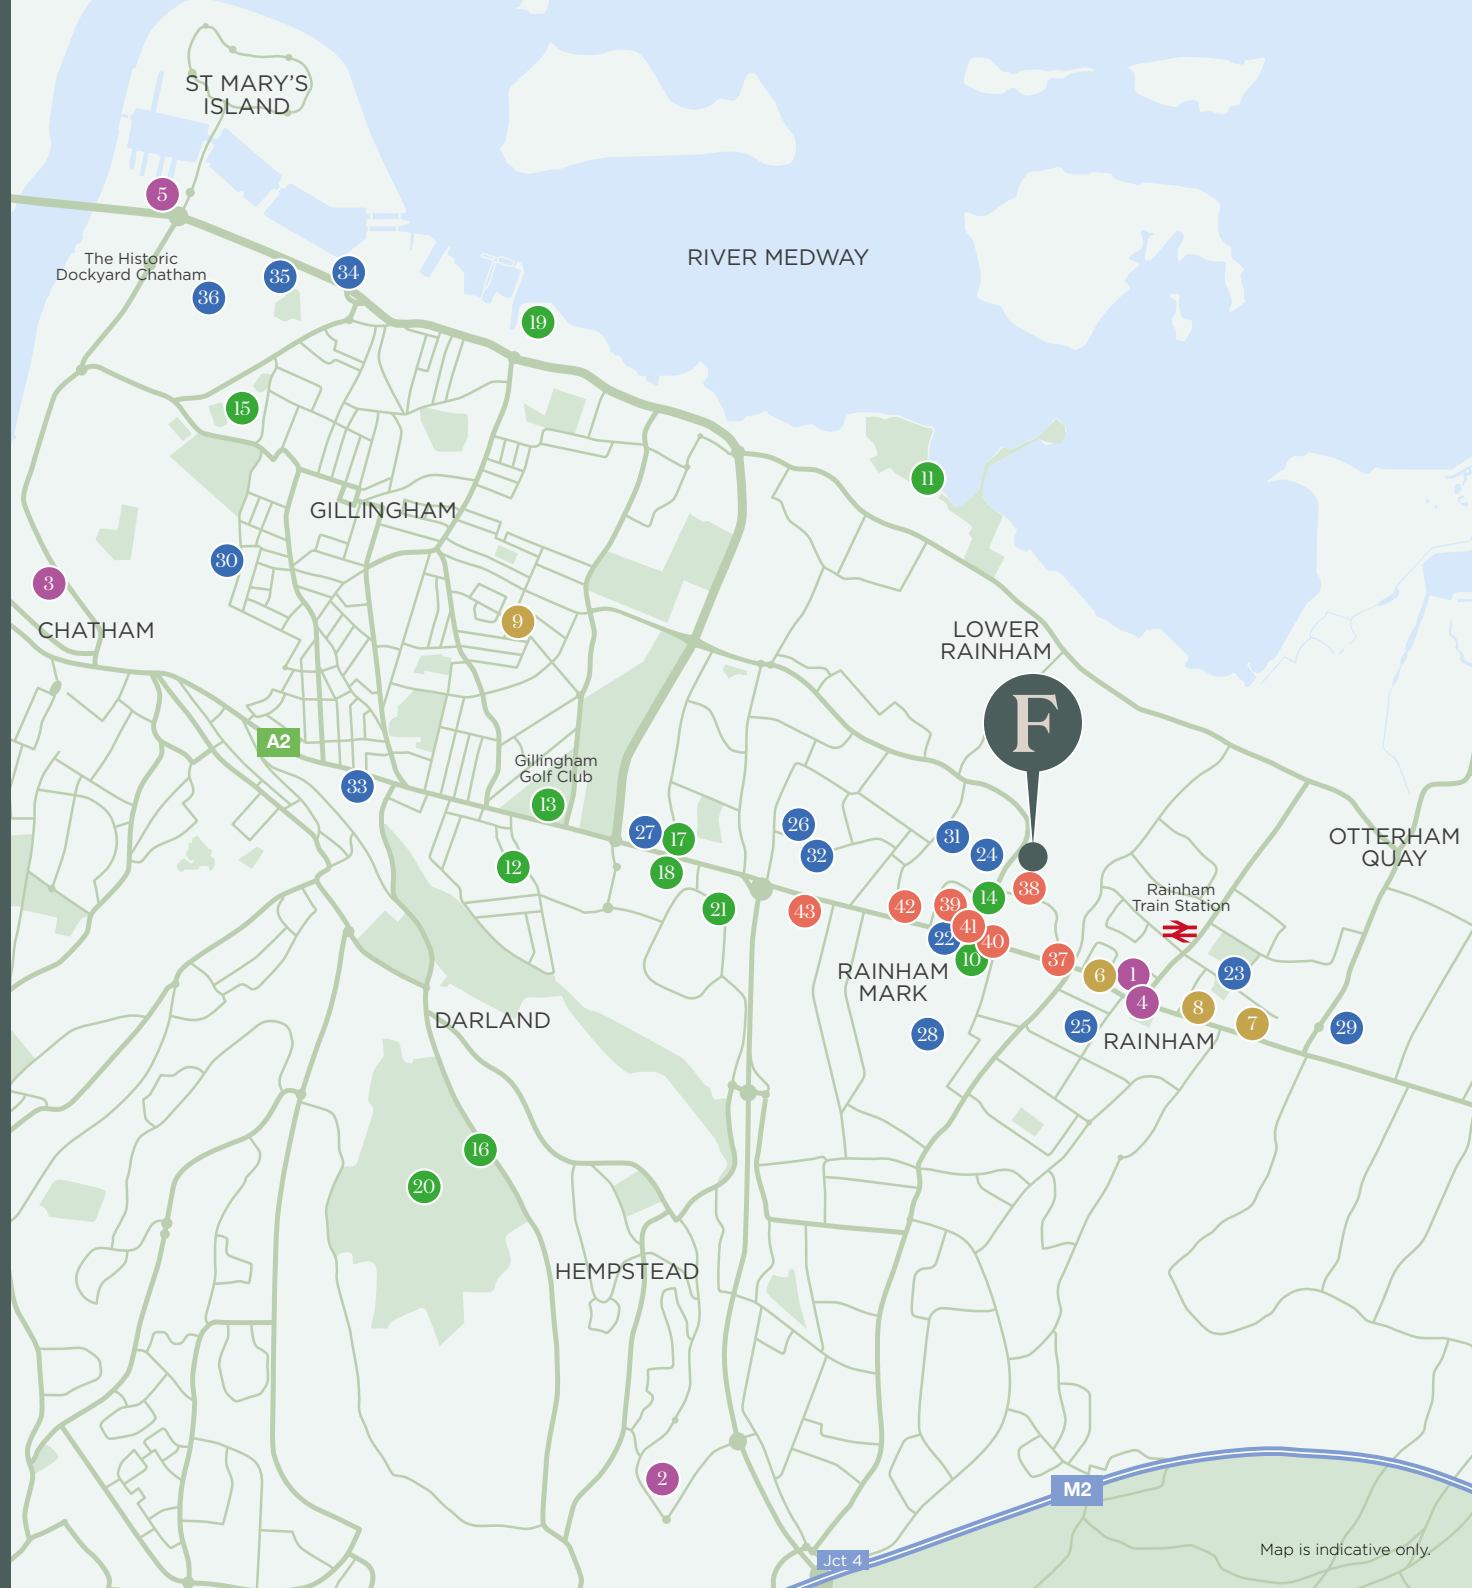 ST MARY'S
ISLAND
5
The Historic
Dockyard Chatham
36
35
34
RIVER MEDWAY
19
15
11
GILLINGHAM
30
3
CHATHAM
9
LOWER
RAINHAM
F
A2
33
Gillingham
Golf Club
13
12
27
17
18
21
26
32
31
24
OTTERHAM
QUAY
38
14
39
42
43
41
22
40
10
37
Rainham
Train Station
RAINHAM
MARK
6
1
4
23
8
7
29
25
RAINHAM
28
DARLAND
16
20
HEMPSTEAD
2
M2
Jct 4
Map is indicative only.